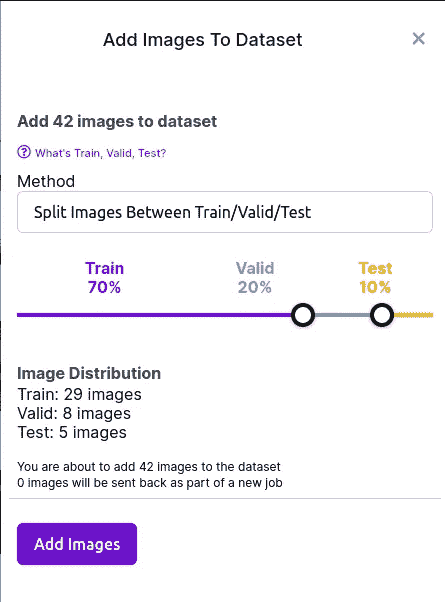 Add Images To Dataset
Add 42 images to dataset
What's Train, Valid, Test?
Method
Split Images Between Train/Valid/Test
Train Valid Test
70% 20% 10%
Image Distribution
Train: 29 images
Valid: 8 images
Test: 5 images
You are about to add 42 images to the dataset
0 images will be sent back as part of a new job
Add Images